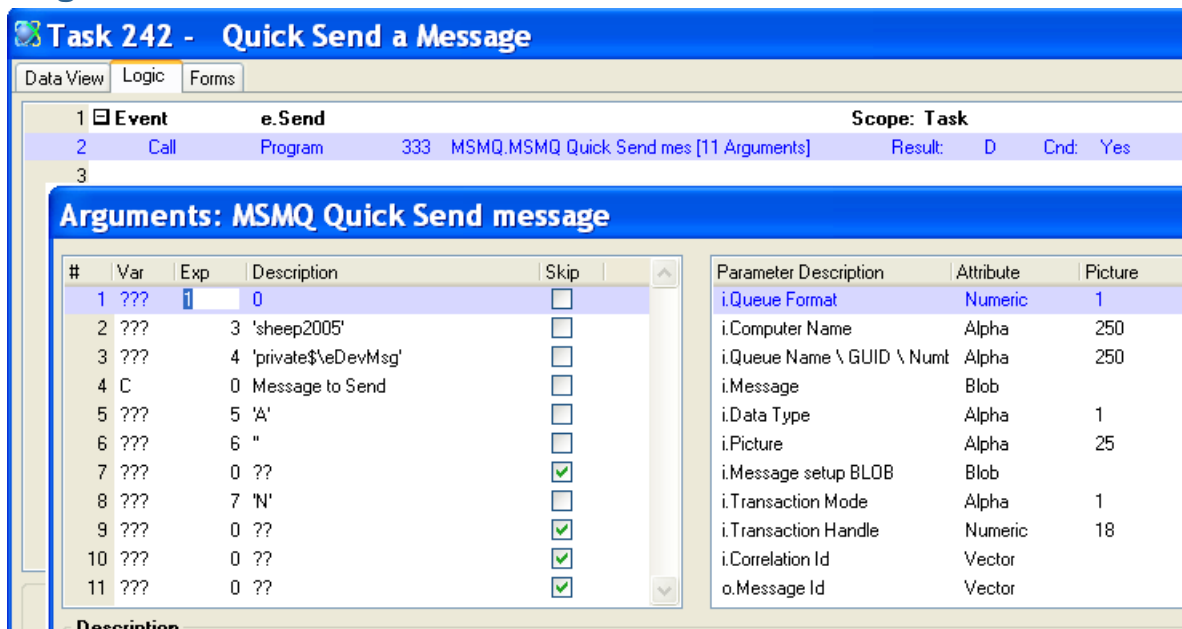 Task 242 - Quick Send a Message
Data View Logic Forms
1 Event e.Send Scope: Task
2 Call Program 333 MSMQ.MSMQ Quick Send mes [11 Arguments] Result: D Cnd: Yes
3
Arguments: MSMQ Quick Send message
# Var Exp Description Skip Parameter Description Attribute Picture
1 ??? 1 0 i.Queue Format Numeric 1
2 ??? 3 'sheep2005' i.Computer Name Alpha 250
3 ??? 4 'private$\eDevMsg' i.Queue Name \ GUID \ Numb Alpha 250
4 C 0 Message to Send i.Message Blob
5 ??? 5 'A' i.Data Type Alpha 1
6 ??? 6 '' i.Picture Alpha 25
7 ??? 0 ?? i.Message setup BLOB Blob
8 ??? 7 'N' i.Transaction Mode Alpha 1
9 ??? 0 ?? i.Transaction Handle Numeric 18
10 ??? 0 ?? i.Correlation Id Vector
11 ??? 0 ?? o.Message Id Vector
Description